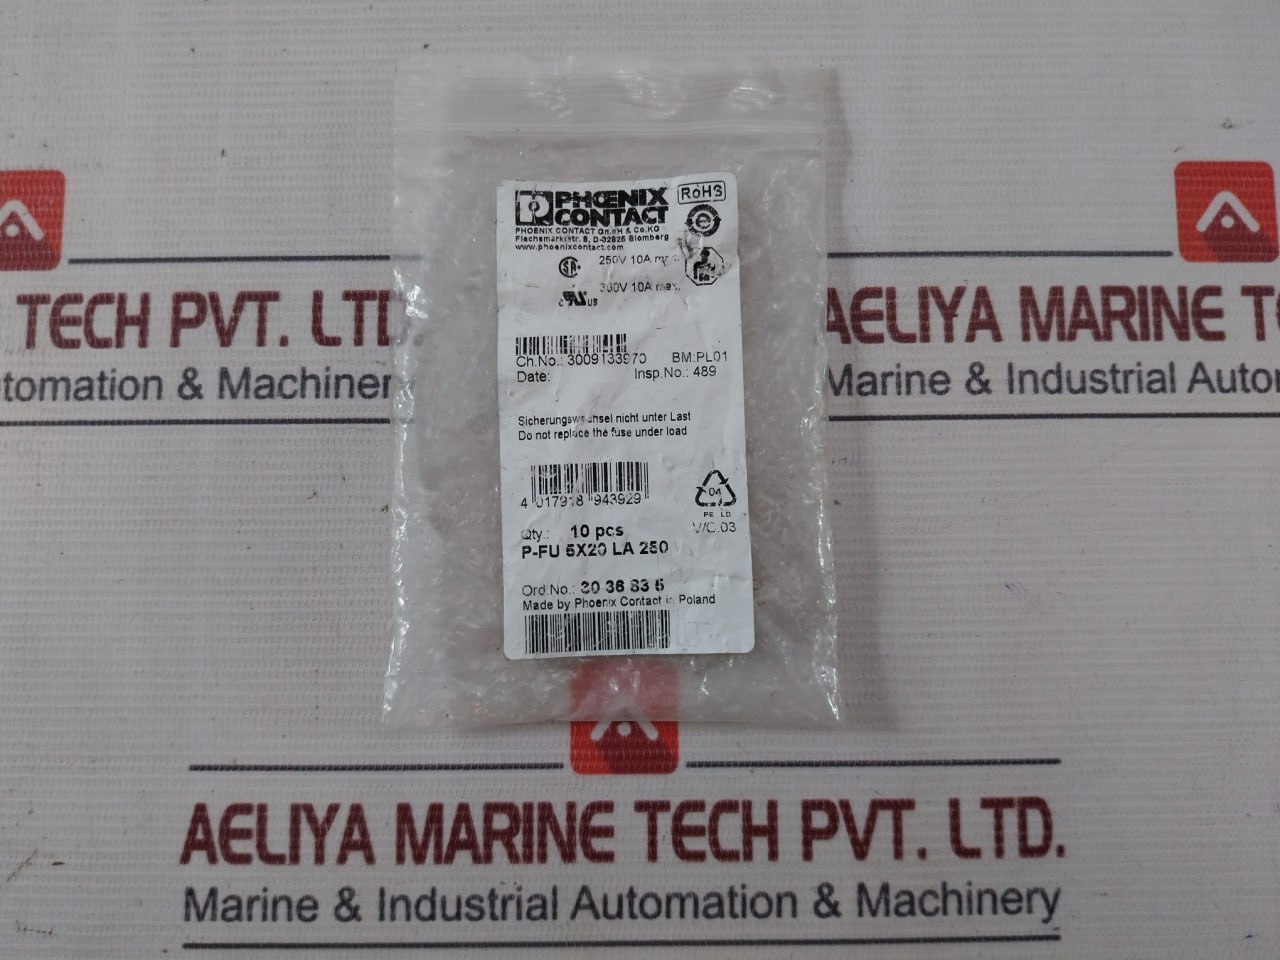 PHŒNIX CONTACT
RoHS
PHOENIX CONTACT GmbH & Co.KG
Flachsmarktstr. 8, D-32825 Blomberg
www.phoenixcontact.com
250V 10A max.
300V 10A max.
c US
Ch.No.: 3009133970 BM:PL01
Date: Insp.No.: 489
Sicherungswechsel nicht unter Last
Do not replace the fuse under load
4 017918 943929
04
PE LD
V/C.03
Qty.: 10 pcs
P-FU 5X20 LA 250
Ord.No.: 30 36 83 5
Made by Phoenix Contact in Poland
TECH PVT. LTD
utomation & Machinery
AELIYA MARINE TE
Marine & Industrial Autom
AELIYA MARINE TECH PVT. LTD.
Marine & Industrial Automation & Machinery